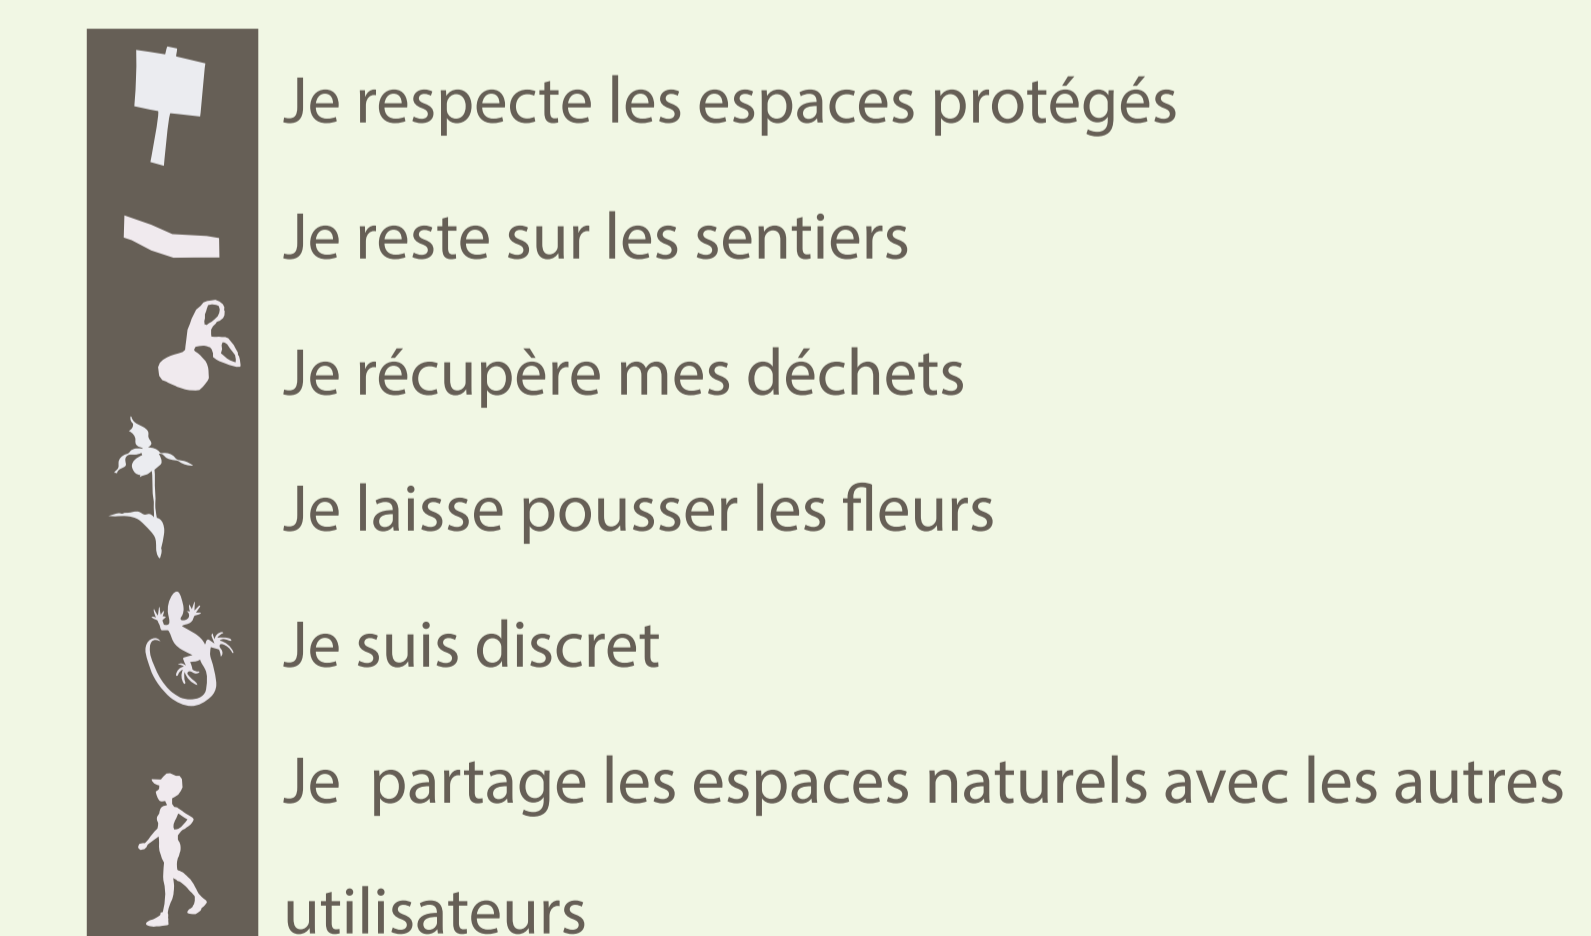 Je respecte les espaces protégés
Je reste sur les sentiers
Je récupère mes déchets
Je laisse pousser les fleurs
Je suis discret
Je  partage les espaces naturels avec les autres
utilisateurs